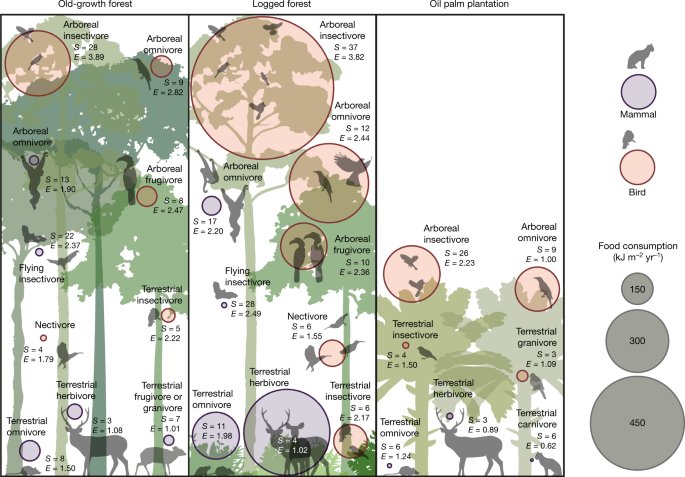 Old-growth forest
Logged forest
Oil palm plantation
Arboreal
insectivore
S = 28
E = 3.89
Arboreal
omnivore
S = 9
E = 2.82
Arboreal
omnivore
S = 13
E = 1.90
Arboreal
frugivore
S = 8
E = 2.47
S = 22
E = 2.37
Flying
insectivore
Terrestrial
insectivore
S = 5
E = 2.22
Nectivore
S = 4
E = 1.79
Terrestrial
herbivore
S = 3
E = 1.08
Terrestrial
frugivore or
granivore
S = 7
E = 1.01
Terrestrial
omnivore
S = 8
E = 1.50
Arboreal
insectivore
S = 37
E = 3.82
Arboreal
omnivore
S = 12
E = 2.44
Arboreal
omnivore
S = 17
E = 2.20
Arboreal
frugivore
S = 10
E = 2.36
Flying
insectivore
S = 28
E = 2.49
Nectivore
S = 6
E = 1.55
Terrestrial
herbivore
S = 4
E = 1.02
Terrestrial
omnivore
S = 11
E = 1.98
Terrestrial
insectivore
S = 6
E = 2.17
Arboreal
insectivore
S = 26
E = 2.23
Arboreal
omnivore
S = 9
E = 1.00
Terrestrial
insectivore
S = 4
E = 1.50
Terrestrial
granivore
S = 3
E = 1.09
Terrestrial
herbivore
S = 3
E = 0.89
Terrestrial
carnivore
S = 6
E = 0.62
Terrestrial
omnivore
S = 6
E = 1.24
Mammal
Bird
Food consumption
(kJ m⁻² yr⁻¹)
150
300
450